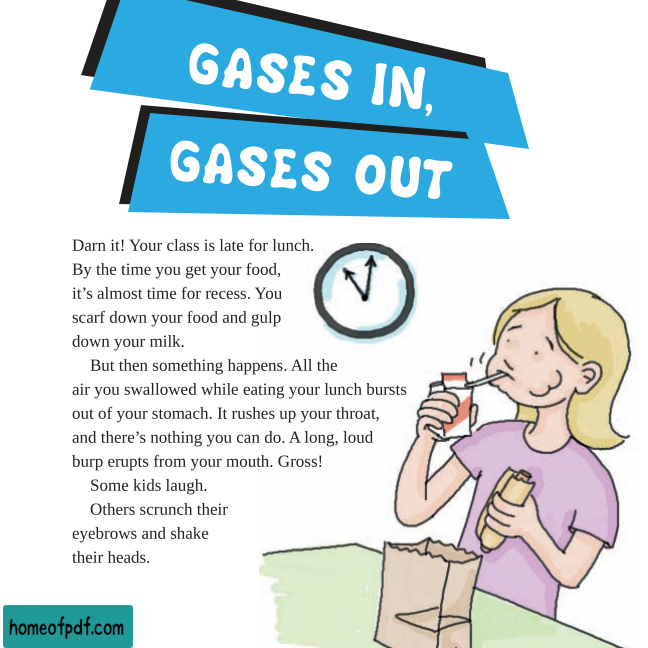 GASES IN,
GASES OUT
Darn it! Your class is late for lunch.
By the time you get your food,
it’s almost time for recess. You
scarf down your food and gulp
down your milk.
But then something happens. All the
air you swallowed while eating your lunch bursts
out of your stomach. It rushes up your throat,
and there’s nothing you can do. A long, loud
burp erupts from your mouth. Gross!
Some kids laugh.
Others scrunch their
eyebrows and shake
their heads.
homeofpdf.com